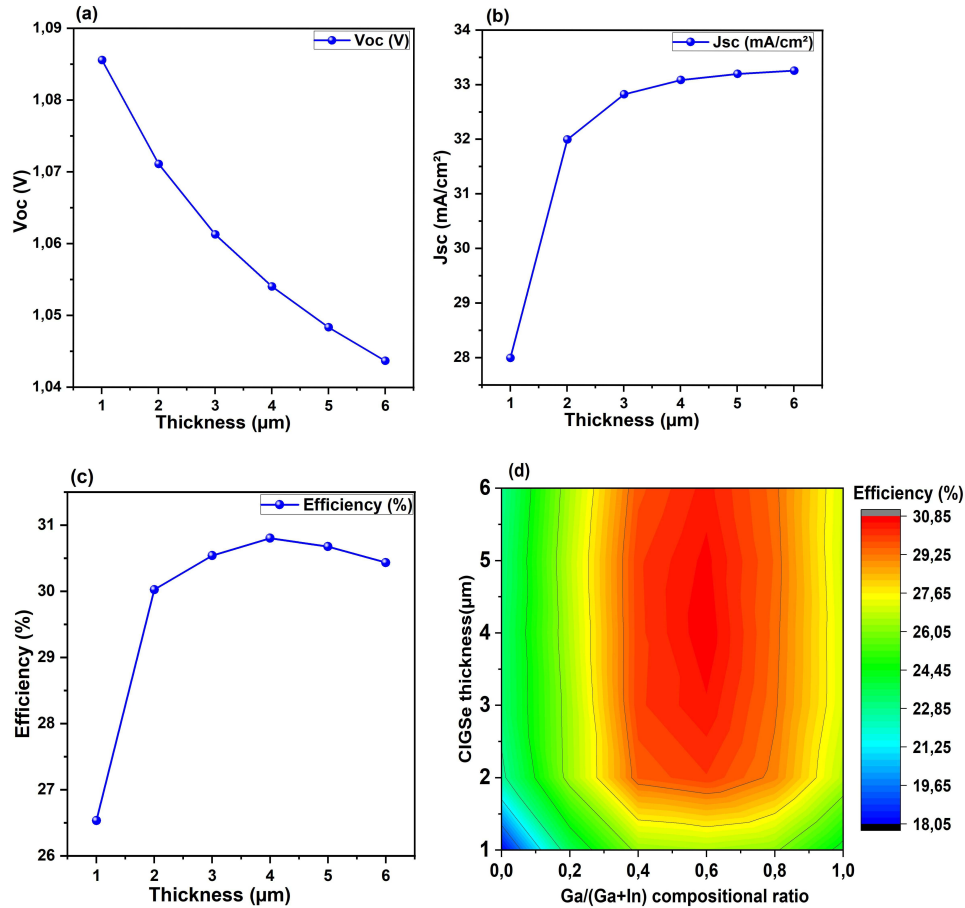 (a)
Voc (V)
1,09
1,08
1,07
1,06
1,05
1,04
Voc (V)
1 2 3 4 5 6
Thickness (µm)
(b)
Jsc (mA/cm²)
34
33
32
31
30
29
28
Jsc (mA/cm²)
1 2 3 4 5 6
Thickness (µm)
(c)
Efficiency (%)
31
30
29
28
27
26
Efficiency (%)
1 2 3 4 5 6
Thickness (µm)
(d)
6
5
4
3
2
1
CIGSe thickness(µm)
0,0 0,2 0,4 0,6 0,8 1,0
Ga/(Ga+In) compositional ratio
Efficiency (%)
30,85
29,25
27,65
26,05
24,45
22,85
21,25
19,65
18,05